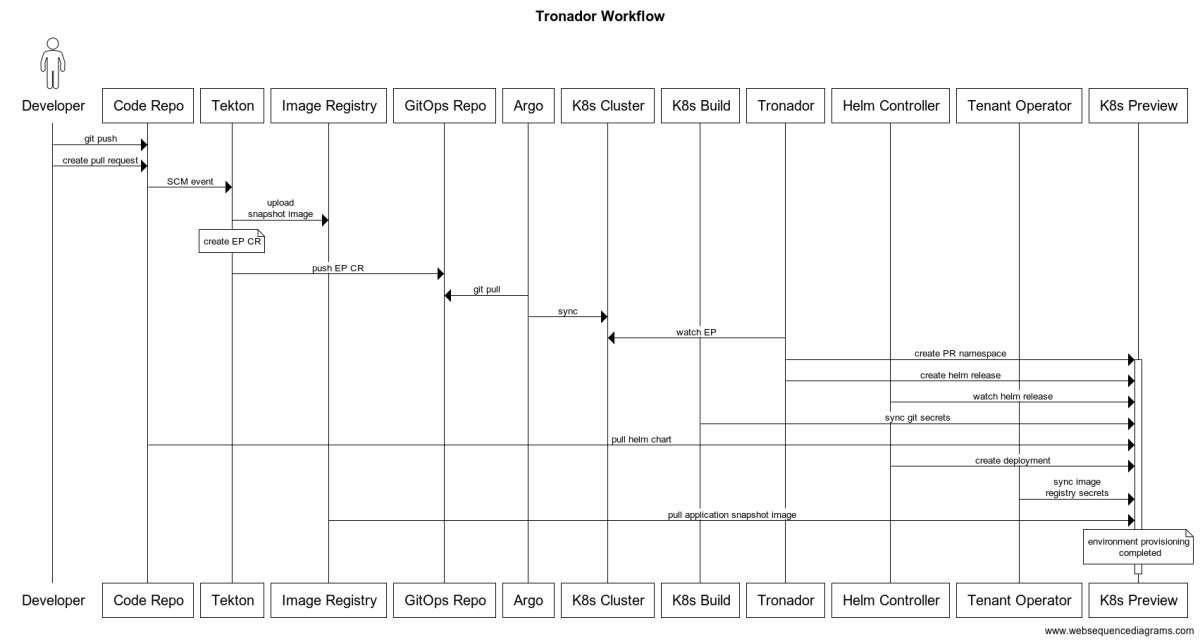 Tronador Workflow
Developer
Code Repo
Tekton
Image Registry
GitOps Repo
Argo
K8s Cluster
K8s Build
Tronador
Helm Controller
Tenant Operator
K8s Preview
git push
create pull request
SCM event
upload
snapshot image
create EP CR
push EP CR
git pull
sync
watch EP
create PR namespace
create helm release
watch helm release
sync git secrets
pull helm chart
create deployment
sync image
registry secrets
pull application snapshot image
environment provisioning
completed
Developer
Code Repo
Tekton
Image Registry
GitOps Repo
Argo
K8s Cluster
K8s Build
Tronador
Helm Controller
Tenant Operator
K8s Preview
www.websequencediagrams.com